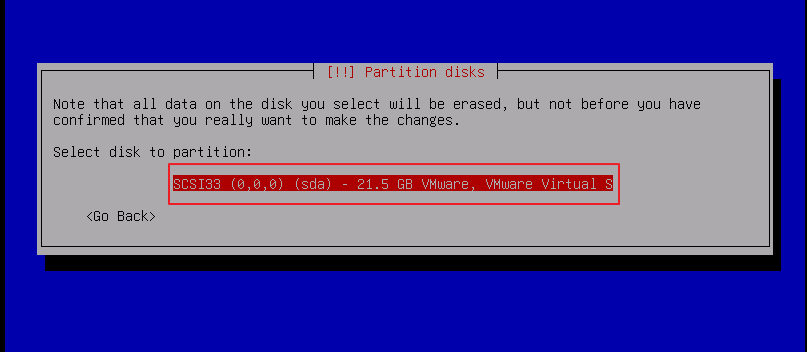 [!!] Partition disks
Note that all data on the disk you select will be erased, but not before you have
confirmed that you really want to make the changes.
Select disk to partition:
SCSI33 (0,0,0) (sda) - 21.5 GB VMware, VMware Virtual S
<Go Back>